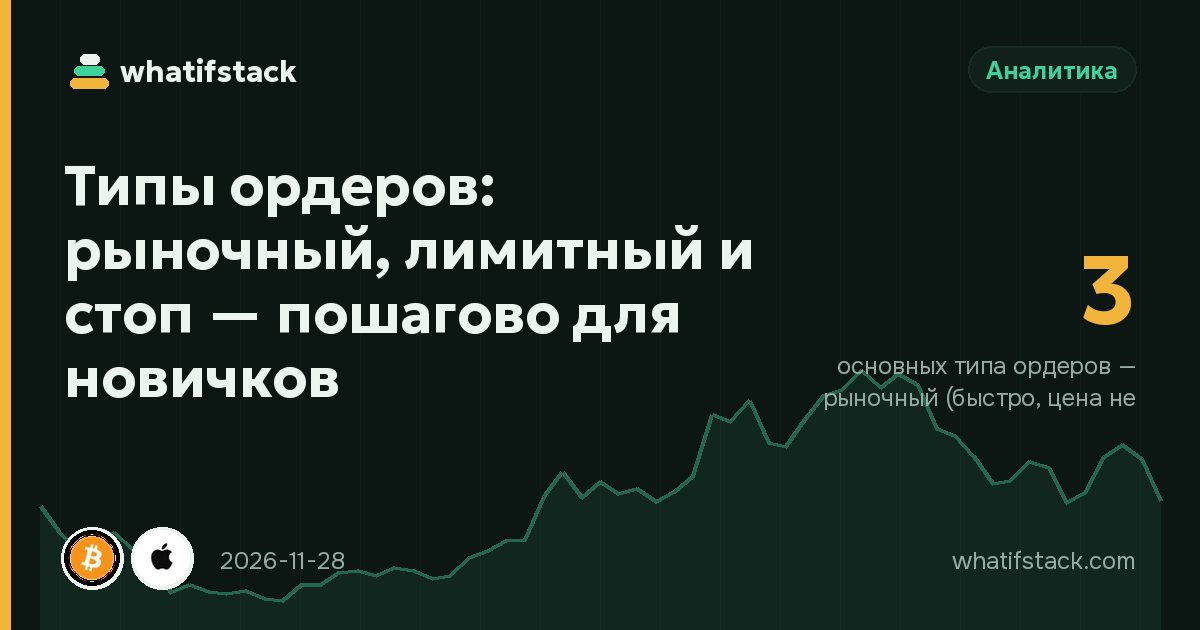 whatifstack
Аналитика
Типы ордеров:
рыночный, лимитный и
стоп — пошагово для
новичков
3
основных типа ордеров —
рыночный (быстро, цена не
2026-11-28
whatifstack.com